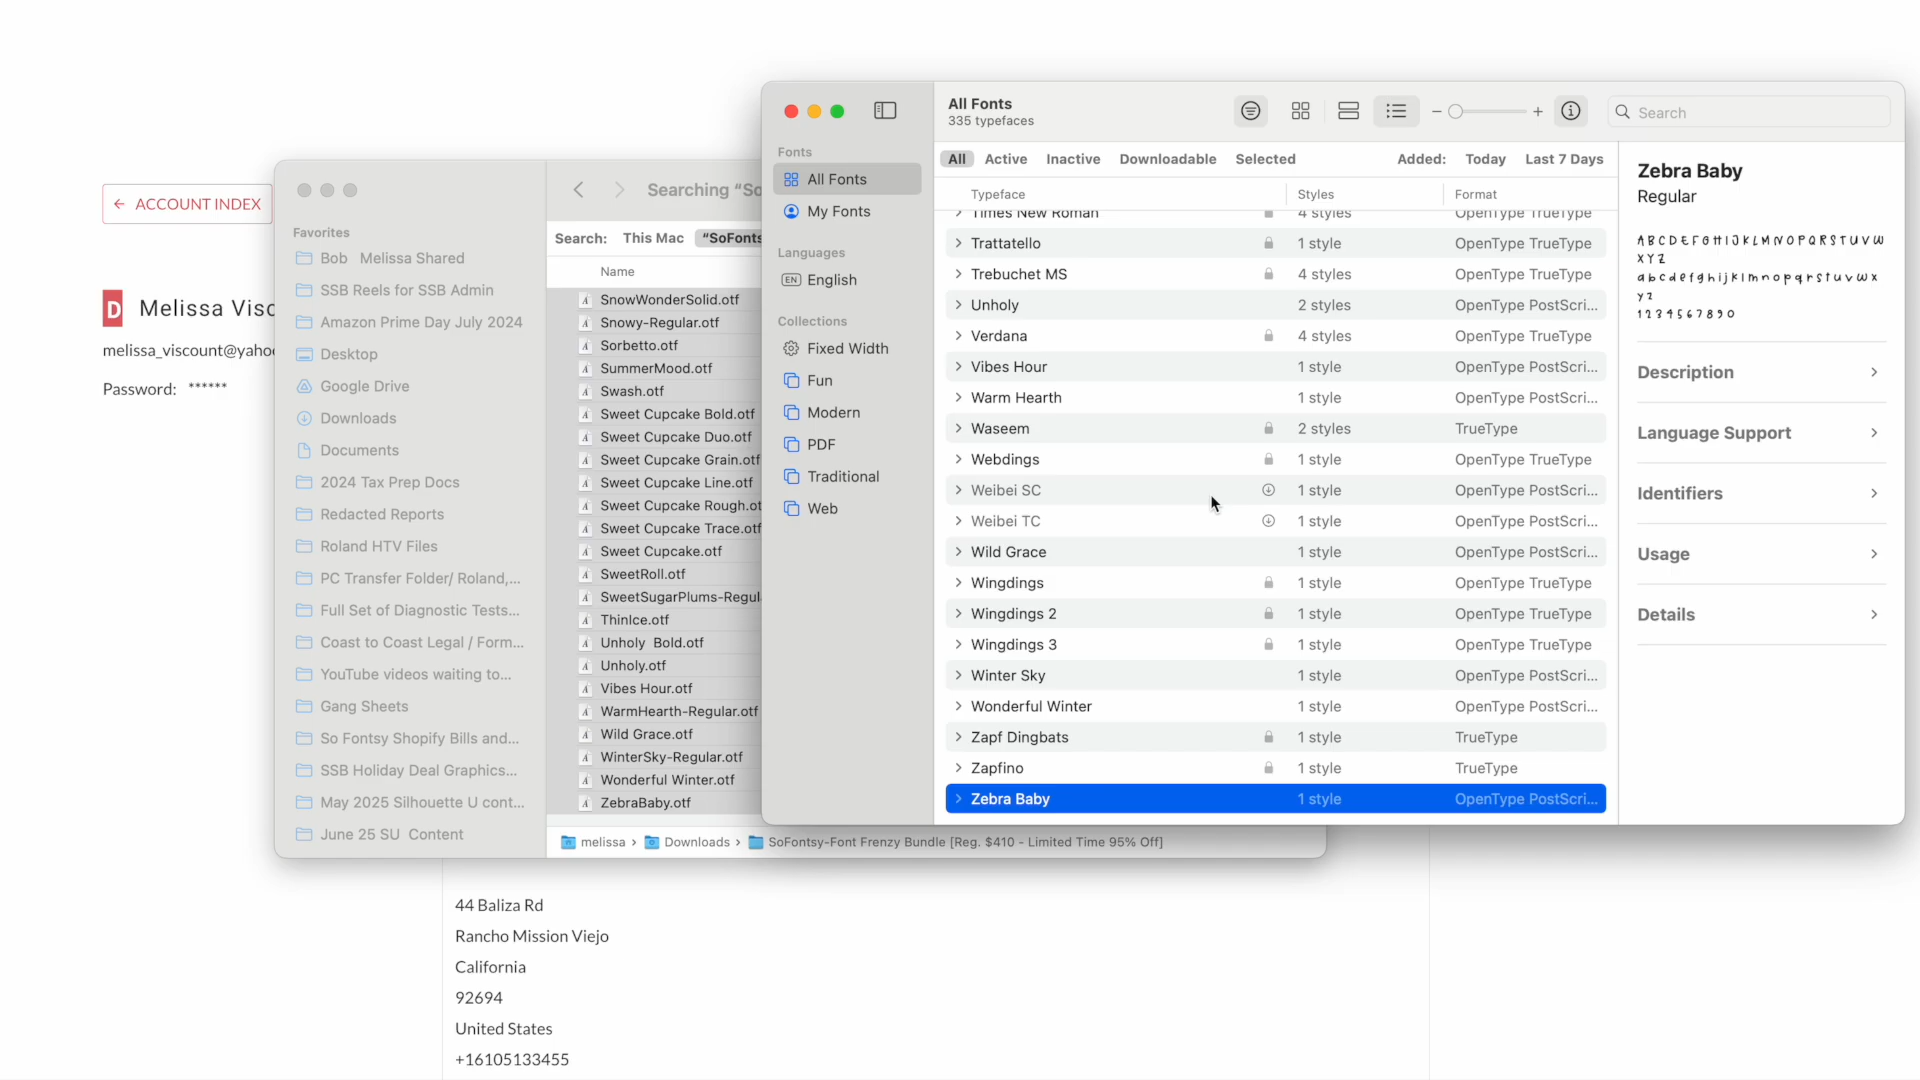 ACCOUNT INDEX
D
Melissa Visc
melissa_viscount@yaho
Password: ******
Favorites
Bob Melissa Shared
SSB Reels for SSB Admin
Amazon Prime Day July 2024
Desktop
Google Drive
Downloads
Documents
2024 Tax Prep Docs
Redacted Reports
Roland HTV Files
PC Transfer Folder/ Roland,...
Full Set of Diagnostic Tests...
Coast to Coast Legal / Form...
YouTube videos waiting to...
Gang Sheets
So Fontsy Shopify Bills and...
SSB Holiday Deal Graphics...
May 2025 Silhouette U cont...
June 25 SU Content
Searching “So
Search: This Mac “SoFonts
Name
SnowWonderSolid.otf
Snowy-Regular.otf
Sorbetto.otf
SummerMood.otf
Swash.otf
Sweet Cupcake Bold.otf
Sweet Cupcake Duo.otf
Sweet Cupcake Grain.otf
Sweet Cupcake Line.otf
Sweet Cupcake Rough.ot
Sweet Cupcake Trace.otf
Sweet Cupcake.otf
SweetRoll.otf
SweetSugarPlums-Regul
ThinIce.otf
Unholy Bold.otf
Unholy.otf
Vibes Hour.otf
WarmHearth-Regular.otf
Wild Grace.otf
WinterSky-Regular.otf
Wonderful Winter.otf
ZebraBaby.otf
melissa › Downloads › SoFontsy-Font Frenzy Bundle [Reg. $410 - Limited Time 95% Off]
Fonts
All Fonts
My Fonts
Languages
EN English
Collections
Fixed Width
Fun
Modern
PDF
Traditional
Web
All Fonts
335 typefaces
Search
All Active Inactive Downloadable Selected Added: Today Last 7 Days
Typeface Styles Format
Times New Roman 4 styles OpenType TrueType
Trattatello 1 style OpenType TrueType
Trebuchet MS 4 styles OpenType TrueType
Unholy 2 styles OpenType PostScri...
Verdana 4 styles OpenType TrueType
Vibes Hour 1 style OpenType PostScri...
Warm Hearth 1 style OpenType PostScri...
Waseem 2 styles TrueType
Webdings 1 style OpenType TrueType
Weibei SC 1 style OpenType PostScri...
Weibei TC 1 style OpenType PostScri...
Wild Grace 1 style OpenType PostScri...
Wingdings 1 style OpenType TrueType
Wingdings 2 1 style OpenType TrueType
Wingdings 3 1 style OpenType TrueType
Winter Sky 1 style OpenType PostScri...
Wonderful Winter 1 style OpenType PostScri...
Zapf Dingbats 1 style TrueType
Zapfino 1 style TrueType
Zebra Baby 1 style OpenType PostScri...
Zebra Baby
Regular
ABCDEFGHIJKLMNOPQRSTUVW
XYZ
abcdefghijklmnopqrstuvwx
yz
1234567890
Description
Language Support
Identifiers
Usage
Details
44 Baliza Rd
Rancho Mission Viejo
California
92694
United States
+16105133455